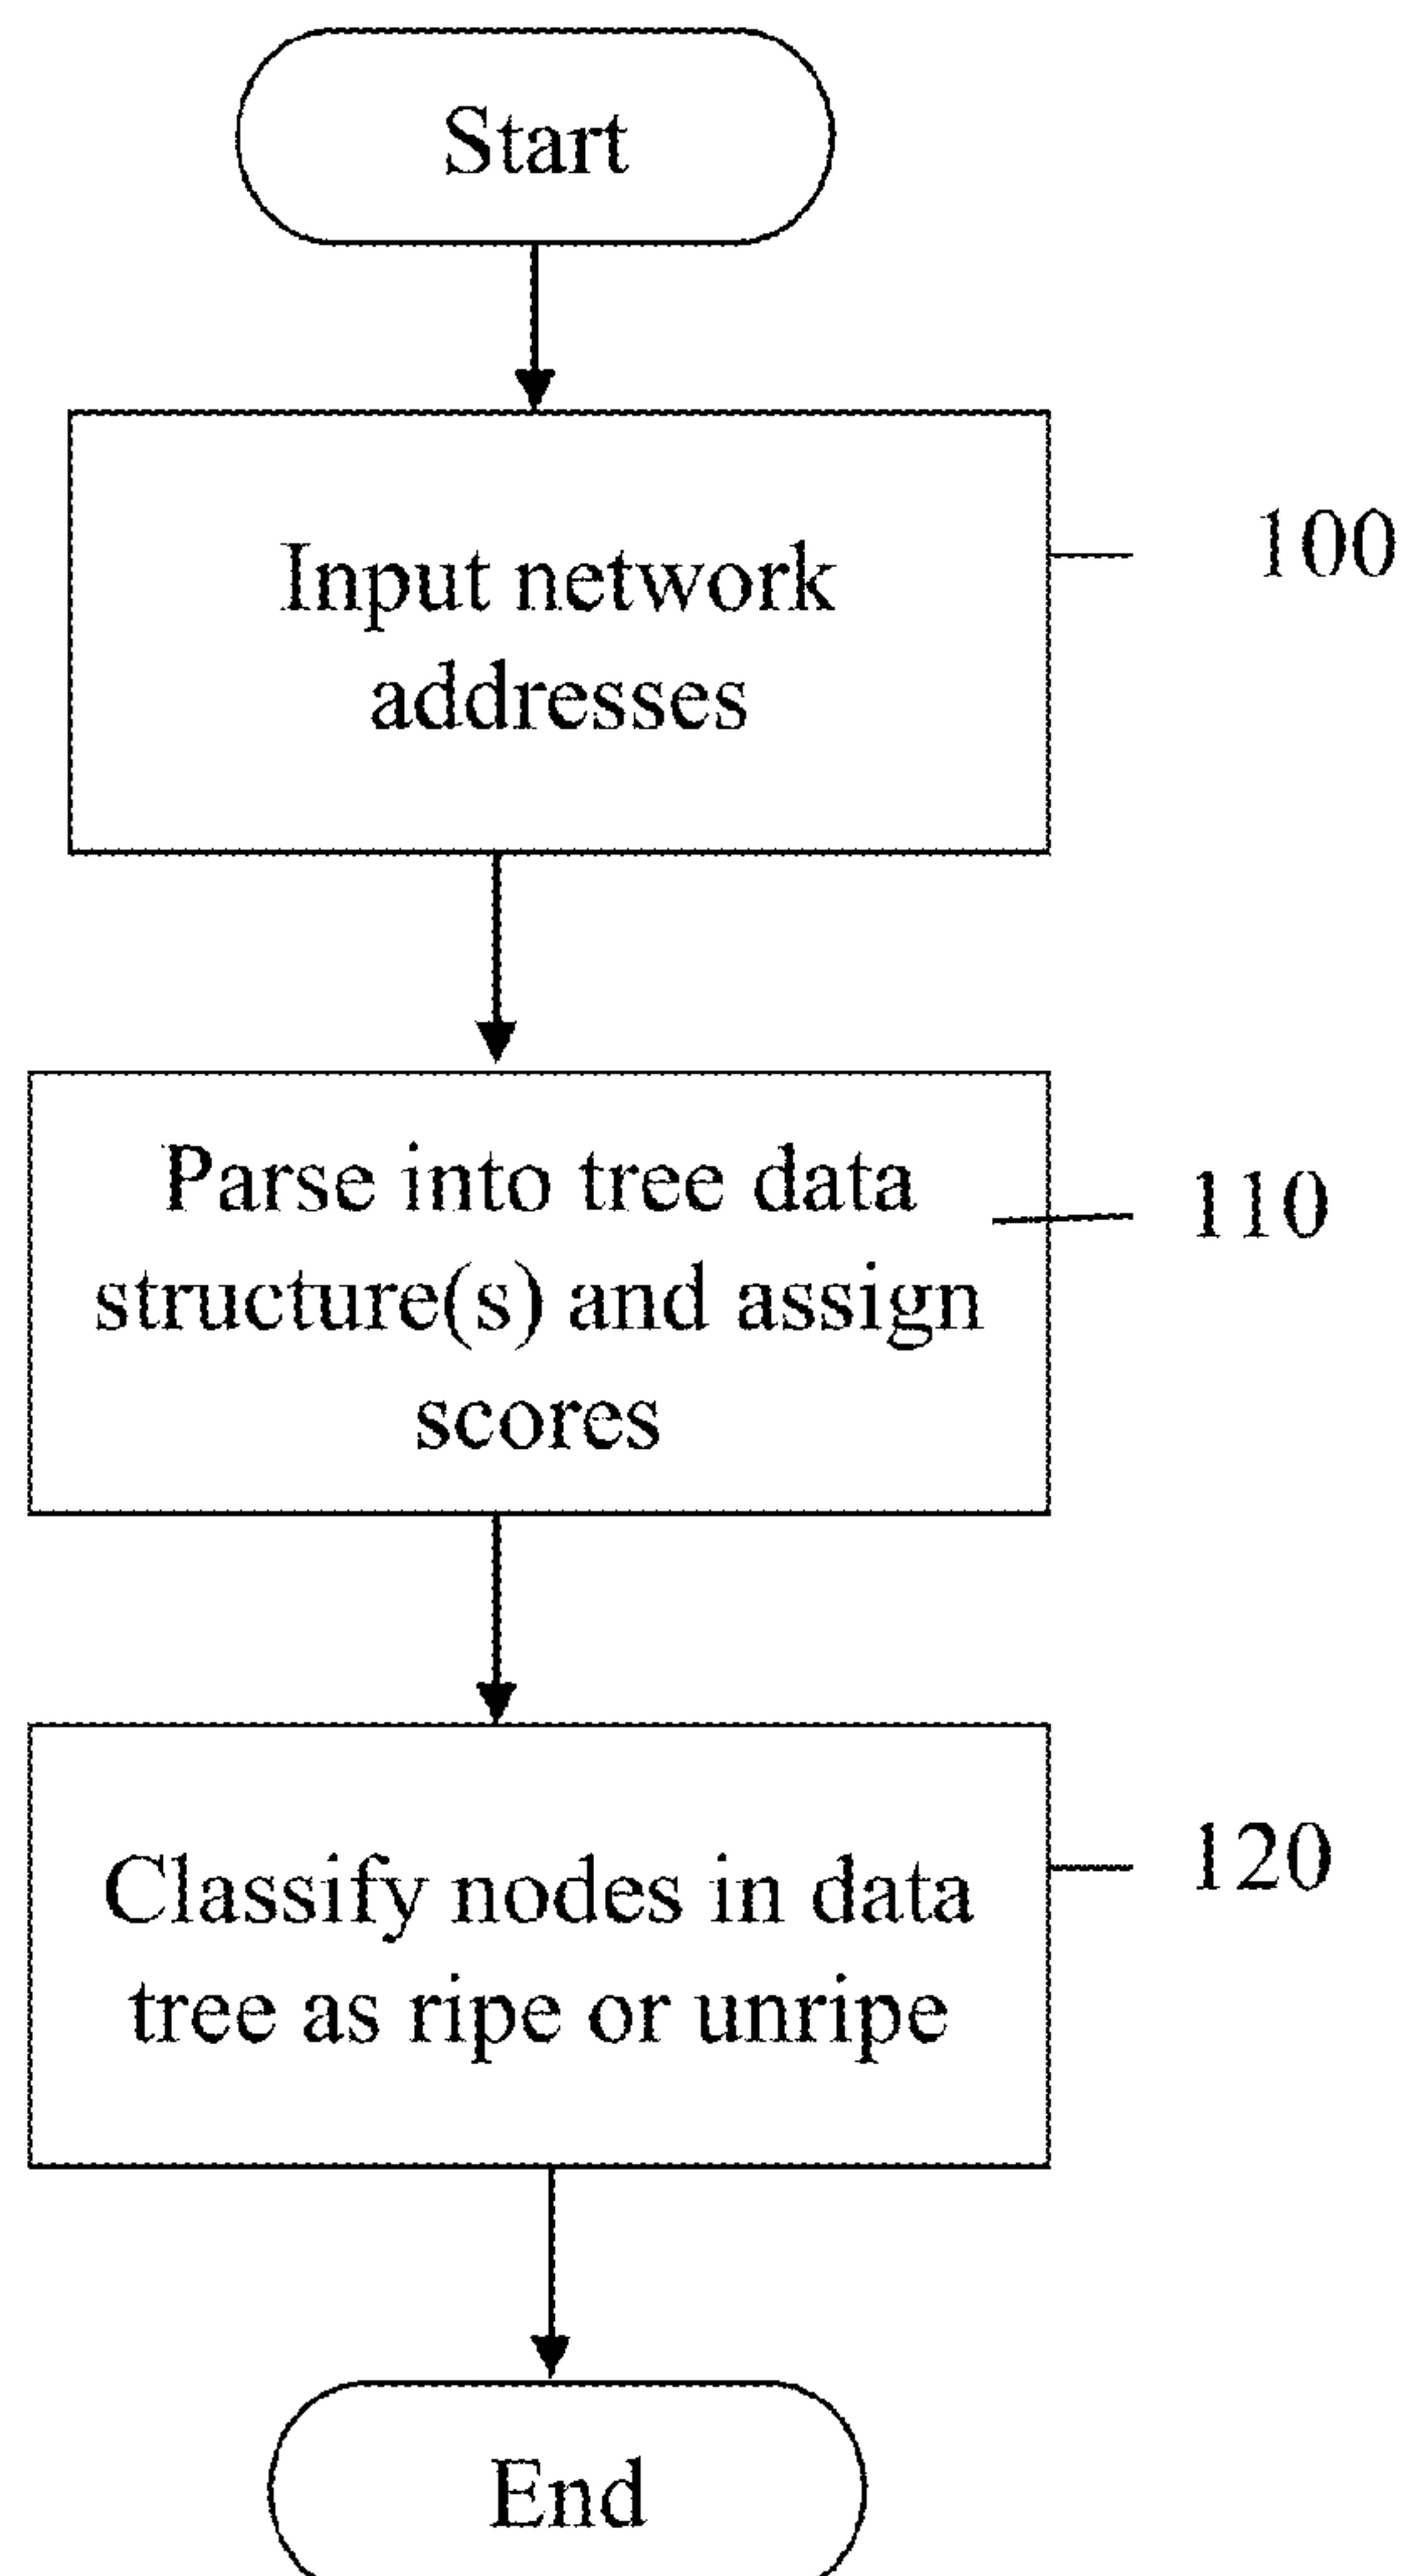 Start
Input network
addresses
100
Parse into tree data
structure(s) and assign
scores
110
Classify nodes in data
tree as ripe or unripe
120
End